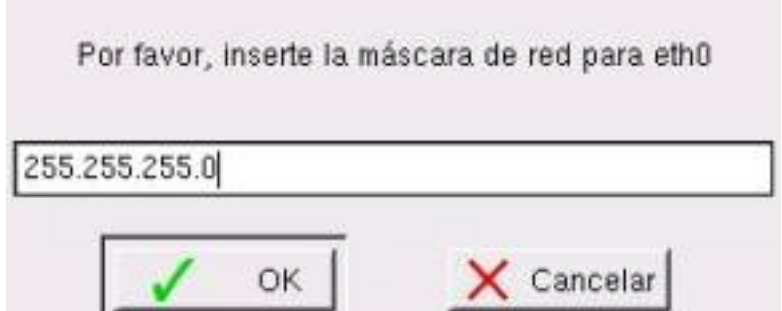 Por favor, inserte la máscara de red para eth0
255.255.255.0
OK
Cancelar